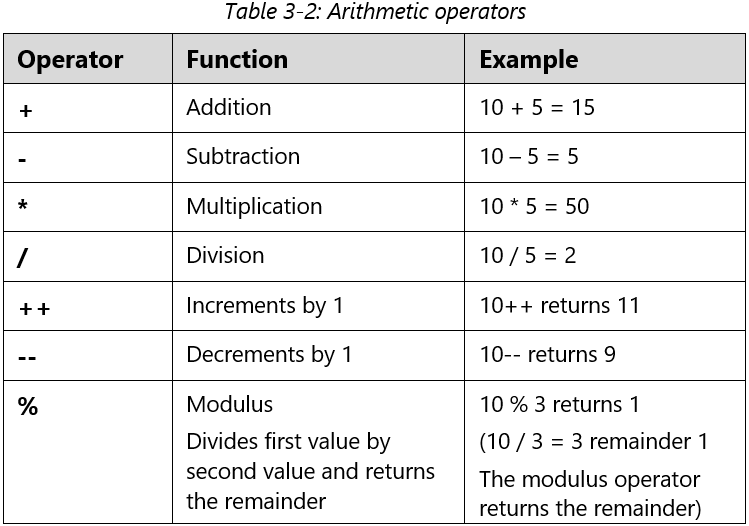 Table 3-2: Arithmetic operators
Operator Function Example
+ Addition 10 + 5 = 15
- Subtraction 10 – 5 = 5
* Multiplication 10 * 5 = 50
/ Division 10 / 5 = 2
++ Increments by 1 10++ returns 11
-- Decrements by 1 10-- returns 9
% Modulus 10 % 3 returns 1
Divides first value by (10 / 3 = 3 remainder 1
second value and returns The modulus operator
the remainder returns the remainder)